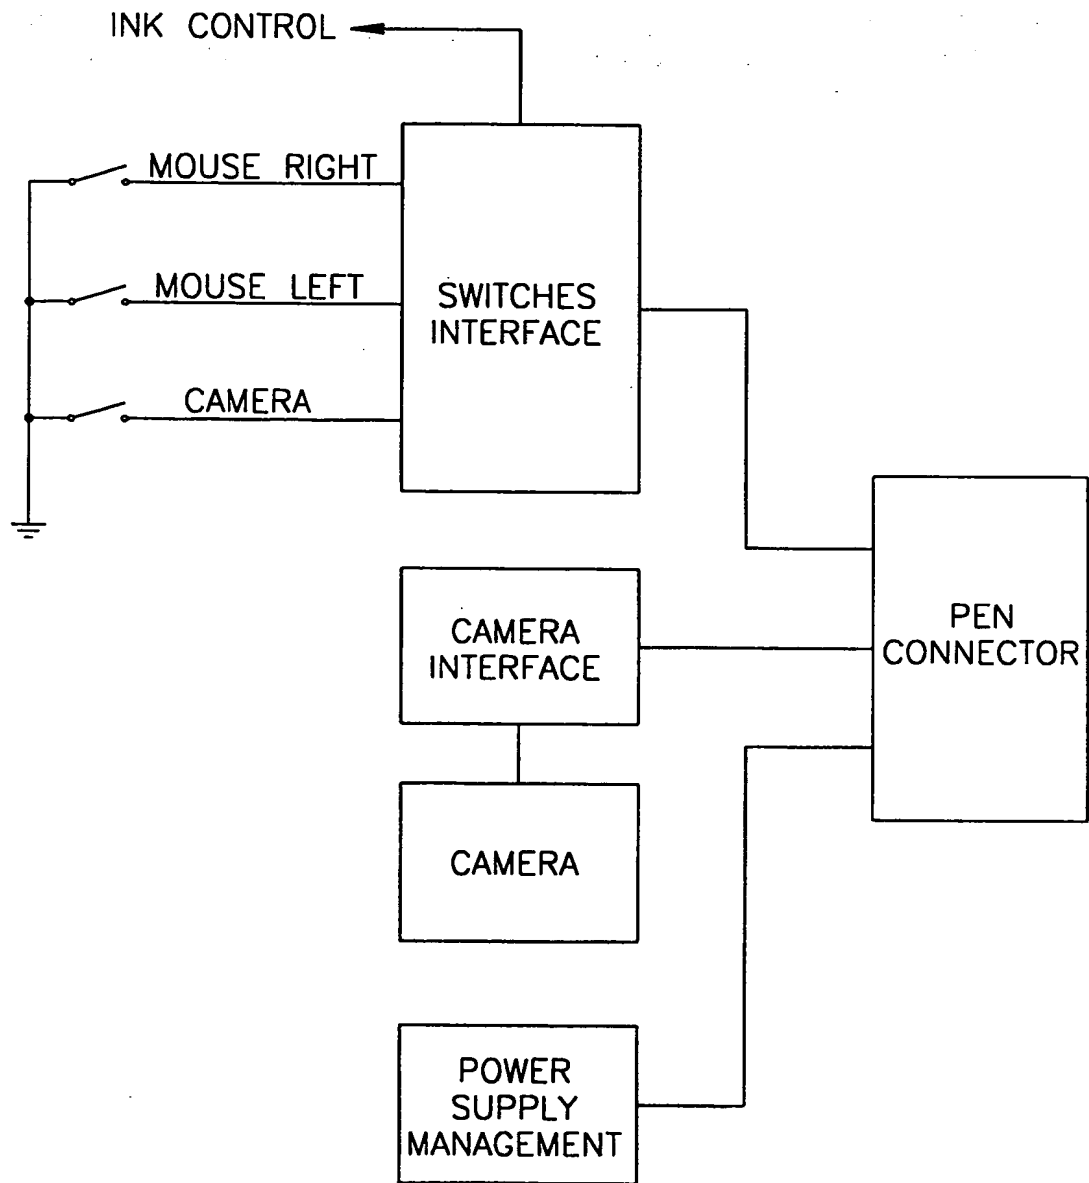 INK CONTROL
MOUSE RIGHT
MOUSE LEFT
SWITCHES
INTERFACE
CAMERA
CAMERA
INTERFACE
PEN
CONNECTOR
CAMERA
POWER
SUPPLY
MANAGEMENT